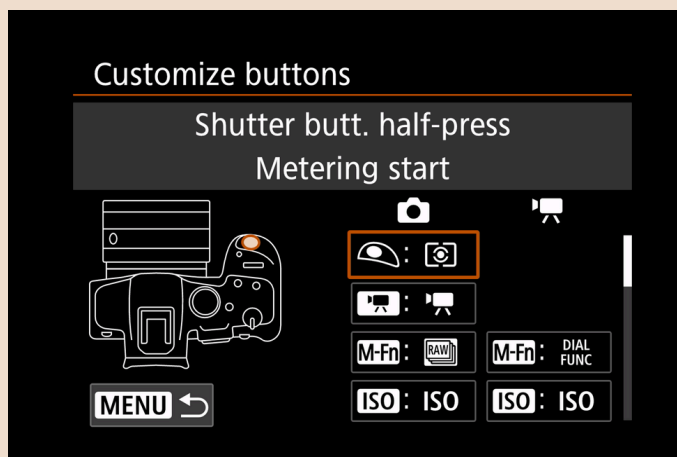 Customize buttons
Shutter butt. half-press
Metering start
:
:
M-Fn : RAW M-Fn : DIAL FUNC
ISO : ISO ISO : ISO
MENU